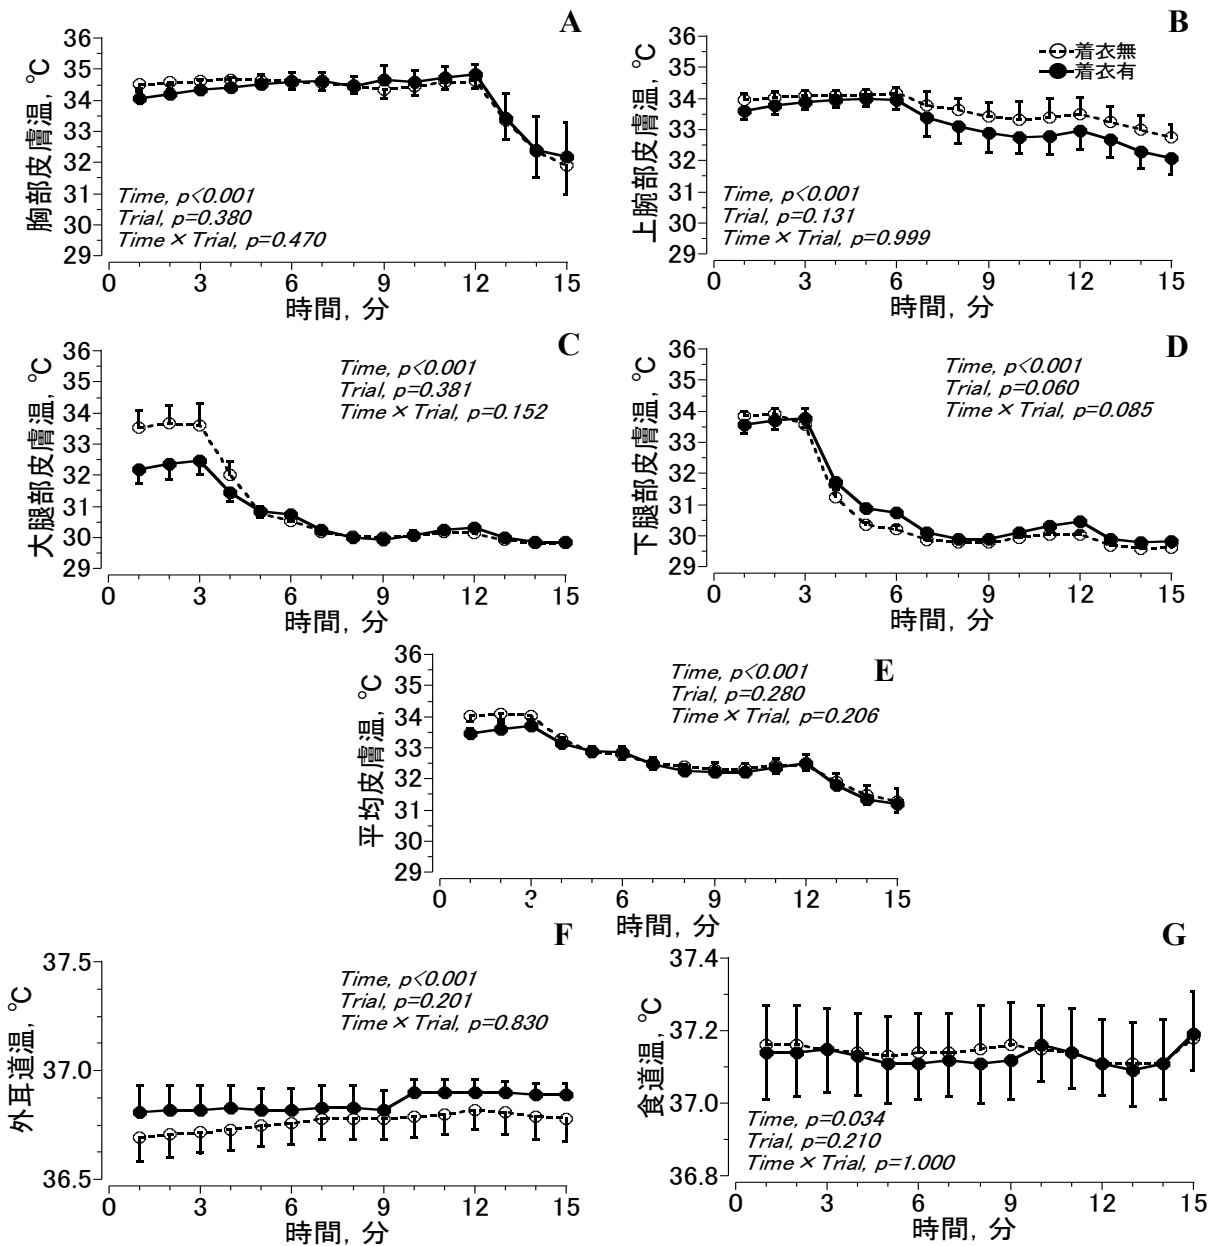 A
胸部皮膚温, ℃
36
35
34
33
32
31
30
29
Time, p<0.001
Trial, p=0.380
Time × Trial, p=0.470
0 3 6 9 12 15
時間, 分
B
上腕部皮膚温, ℃
36
35
34
33
32
31
30
29
着衣無
着衣有
Time, p<0.001
Trial, p=0.131
Time × Trial, p=0.999
0 3 6 9 12 15
時間, 分
C
大腿部皮膚温, ℃
36
35
34
33
32
31
30
29
Time, p<0.001
Trial, p=0.381
Time × Trial, p=0.152
0 3 6 9 12 15
時間, 分
D
下腿部皮膚温, ℃
36
35
34
33
32
31
30
29
Time, p<0.001
Trial, p=0.060
Time × Trial, p=0.085
0 3 6 9 12 15
時間, 分
E
平均皮膚温, ℃
36
35
34
33
32
31
30
29
Time, p<0.001
Trial, p=0.280
Time × Trial, p=0.206
0 3 6 9 12 15
時間, 分
F
外耳道温, ℃
37.5
37.0
36.5
Time, p<0.001
Trial, p=0.201
Time × Trial, p=0.830
0 3 6 9 12 15
時間, 分
G
食道温, ℃
37.4
37.2
37.0
36.8
Time, p=0.034
Trial, p=0.210
Time × Trial, p=1.000
0 3 6 9 12 15
時間, 分